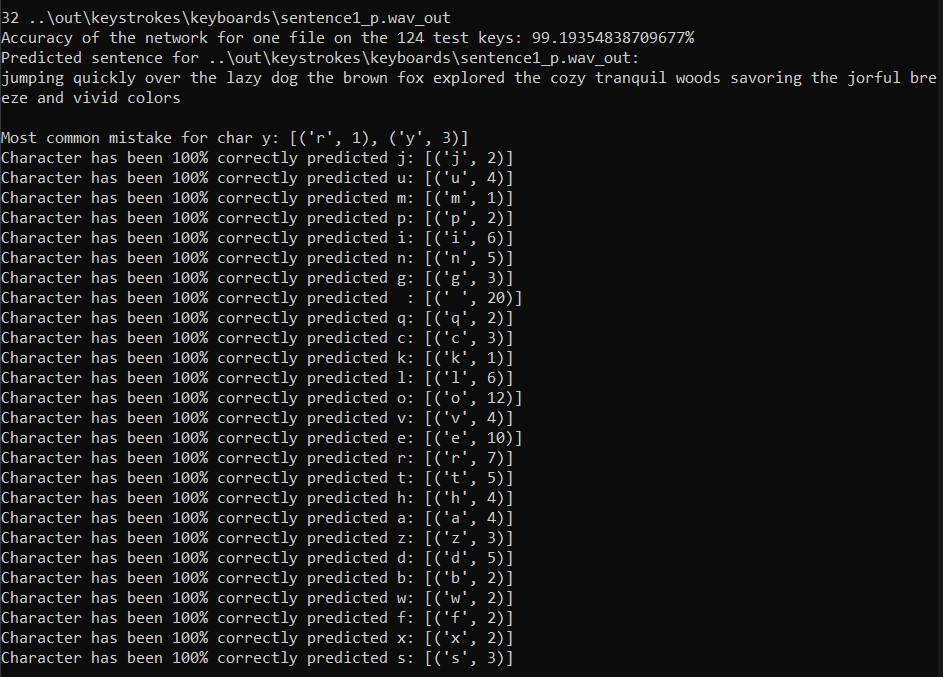 32 ..\out\keystrokes\keyboards\sentence1_p.wav_out
Accuracy of the network for one file on the 124 test keys: 99.19354838709677%
Predicted sentence for ..\out\keystrokes\keyboards\sentence1_p.wav_out:
jumping quickly over the lazy dog the brown fox explored the cozy tranquil woods savoring the jorful bre
eze and vivid colors
Most common mistake for char y: [('r', 1), ('y', 3)]
Character has been 100% correctly predicted j: [('j', 2)]
Character has been 100% correctly predicted u: [('u', 4)]
Character has been 100% correctly predicted m: [('m', 1)]
Character has been 100% correctly predicted p: [('p', 2)]
Character has been 100% correctly predicted i: [('i', 6)]
Character has been 100% correctly predicted n: [('n', 5)]
Character has been 100% correctly predicted g: [('g', 3)]
Character has been 100% correctly predicted  : [(' ', 20)]
Character has been 100% correctly predicted q: [('q', 2)]
Character has been 100% correctly predicted c: [('c', 3)]
Character has been 100% correctly predicted k: [('k', 1)]
Character has been 100% correctly predicted l: [('l', 6)]
Character has been 100% correctly predicted o: [('o', 12)]
Character has been 100% correctly predicted v: [('v', 4)]
Character has been 100% correctly predicted e: [('e', 10)]
Character has been 100% correctly predicted r: [('r', 7)]
Character has been 100% correctly predicted t: [('t', 5)]
Character has been 100% correctly predicted h: [('h', 4)]
Character has been 100% correctly predicted a: [('a', 4)]
Character has been 100% correctly predicted z: [('z', 3)]
Character has been 100% correctly predicted d: [('d', 5)]
Character has been 100% correctly predicted b: [('b', 2)]
Character has been 100% correctly predicted w: [('w', 2)]
Character has been 100% correctly predicted f: [('f', 2)]
Character has been 100% correctly predicted x: [('x', 2)]
Character has been 100% correctly predicted s: [('s', 3)]